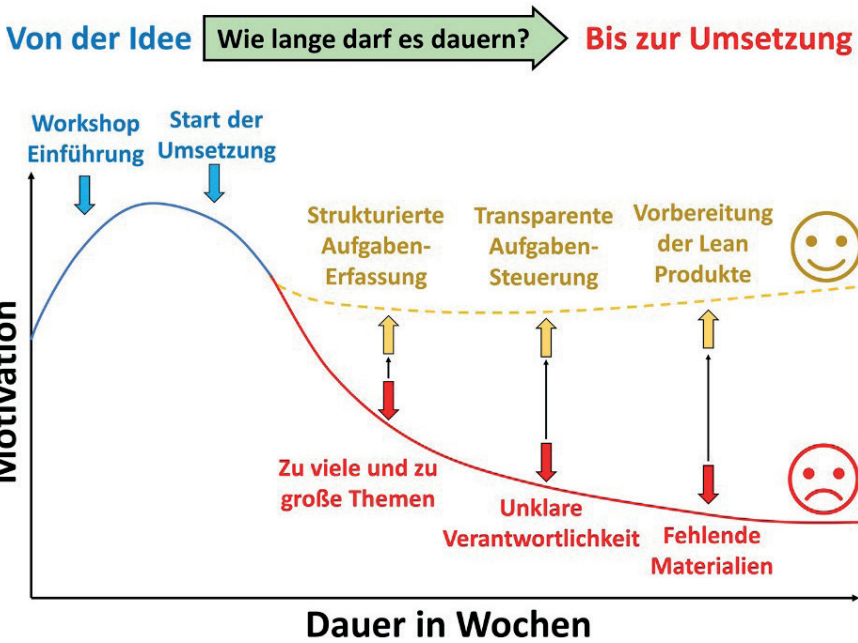 Von der Idee
Wie lange darf es dauern?
Bis zur Umsetzung
Workshop
Einführung
Start der
Umsetzung
Strukturierte
Aufgaben-
Erfassung
Transparente
Aufgaben-
Steuerung
Vorbereitung
der Lean
Produkte
Motivation
Zu viele und zu
große Themen
Unklare
Verantwortlichkeit
Fehlende
Materialien
Dauer in Wochen